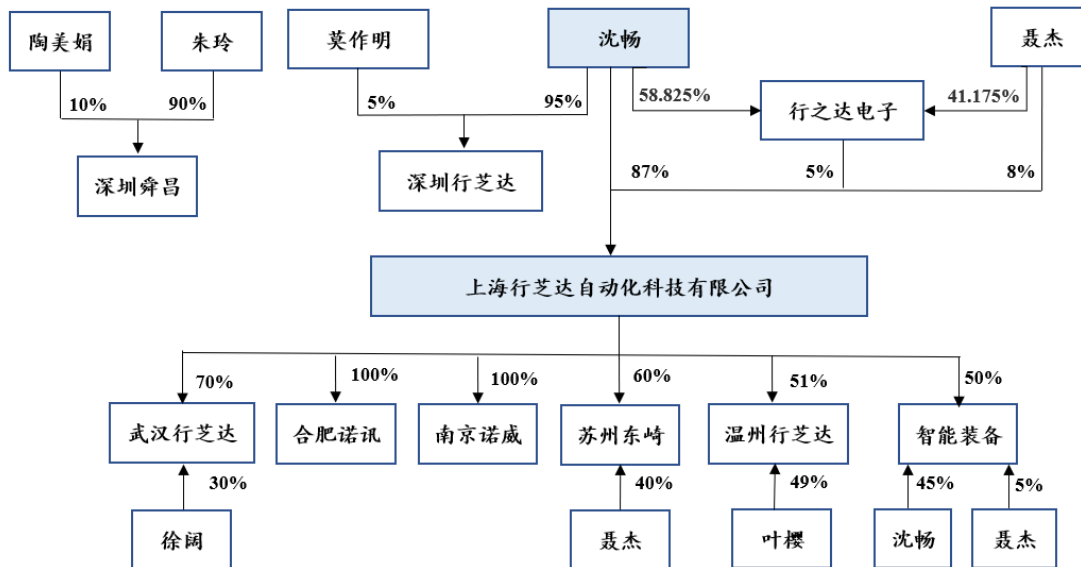 陶美娟
朱玲
莫作明
沈畅
聂杰
10%
90%
5%
95%
58.825%
行之达电子
41.175%
深圳舜昌
深圳行芝达
87%
5%
8%
上海行芝达自动化科技有限公司
70%
100%
100%
60%
51%
50%
武汉行芝达
合肥诺讯
南京诺威
苏州东崎
温州行芝达
智能装备
30%
40%
49%
45%
5%
徐阔
聂杰
叶樱
沈畅
聂杰